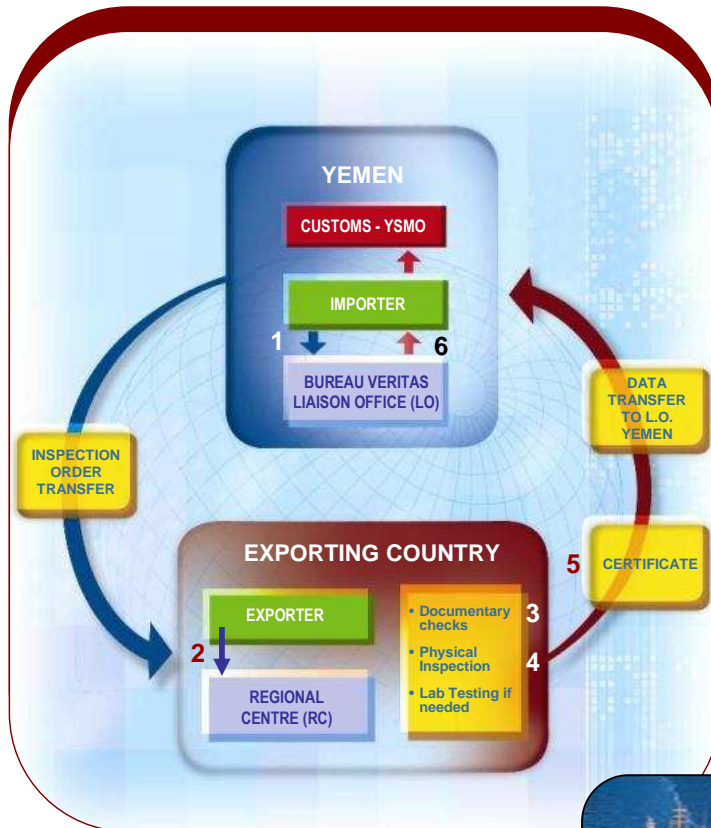 YEMEN
CUSTOMS - YSMO
IMPORTER
1
6
BUREAU VERITAS
LIAISON OFFICE (LO)
DATA
TRANSFER
TO L.O.
YEMEN
INSPECTION
ORDER
TRANSFER
EXPORTING COUNTRY
5
CERTIFICATE
EXPORTER
2
REGIONAL
CENTRE (RC)
• Documentary
checks
3
• Physical
Inspection
4
• Lab Testing if
needed